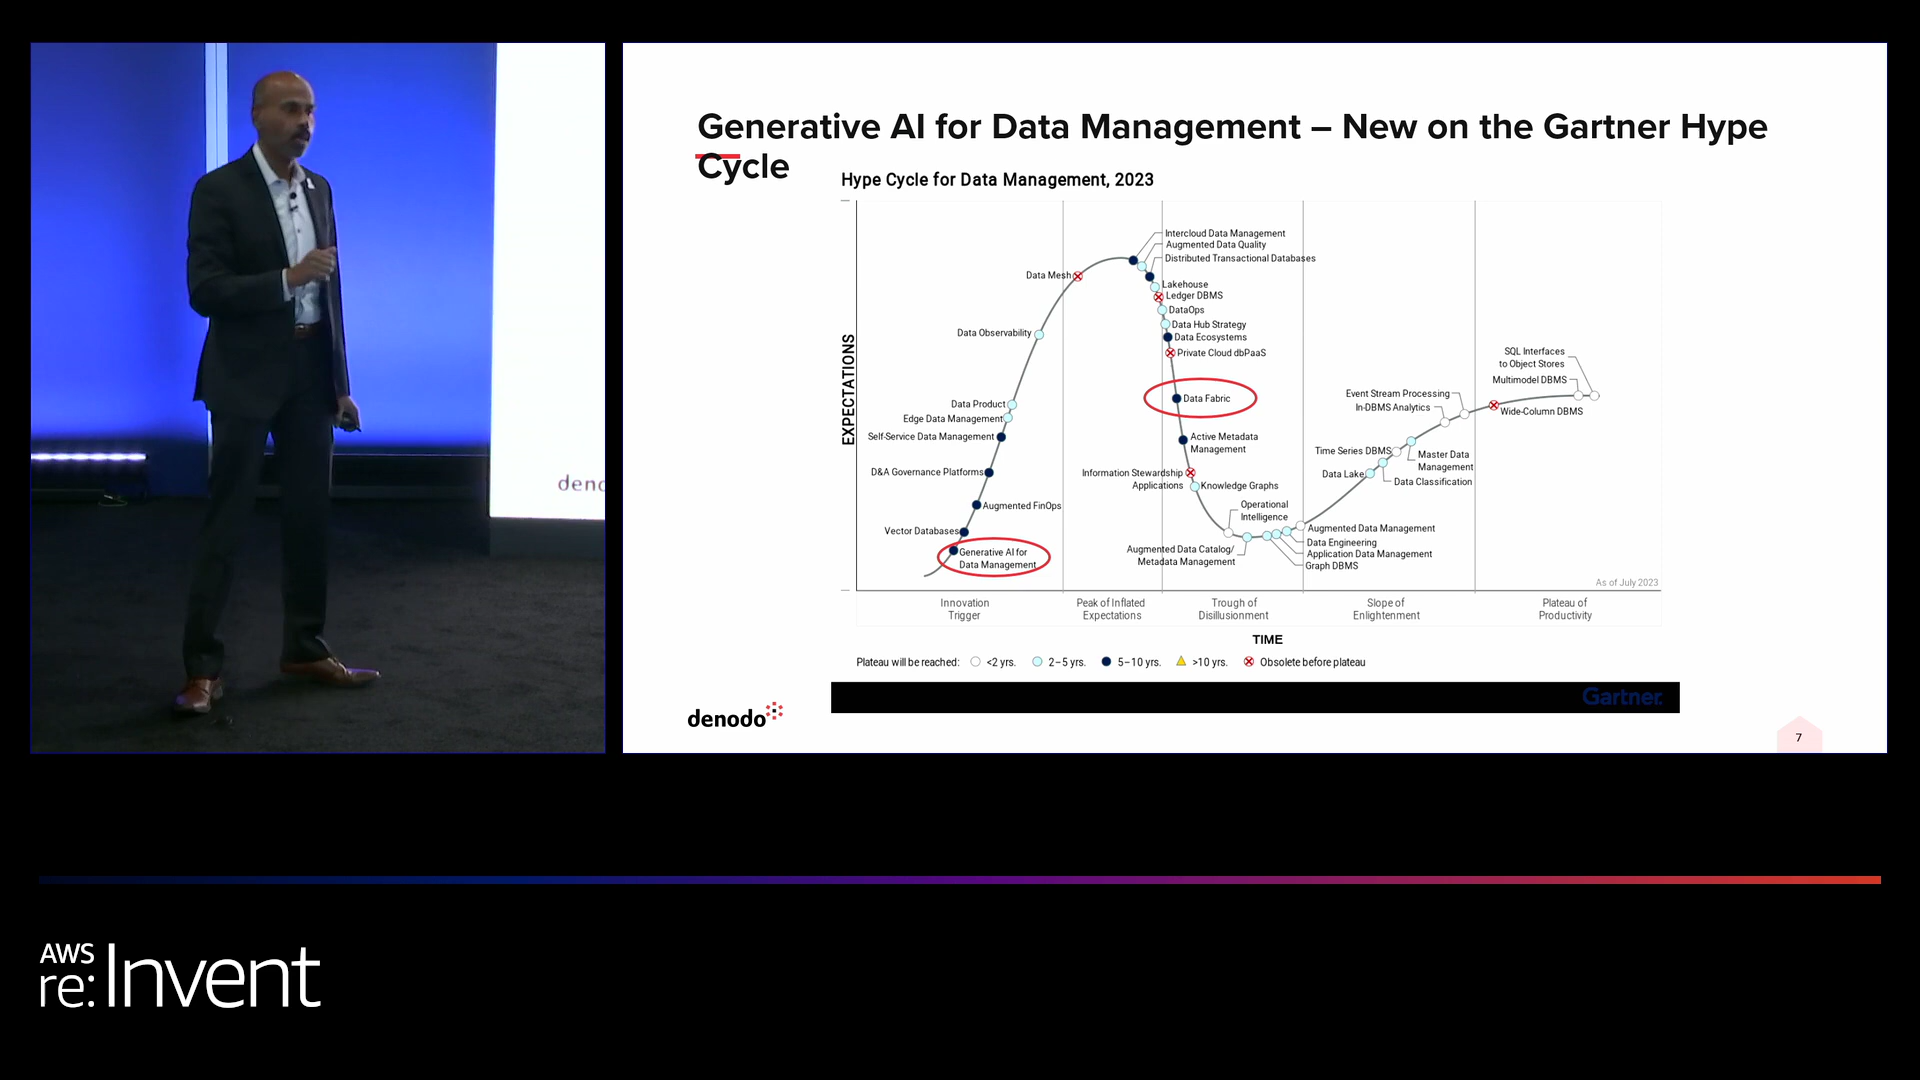 Generative AI for Data Management – New on the Gartner Hype
Cycle
Hype Cycle for Data Management, 2023
EXPECTATIONS
Intercloud Data Management
Augmented Data Quality
Distributed Transactional Databases
Data Mesh
Lakehouse
Ledger DBMS
DataOps
Data Hub Strategy
Data Observability
Data Ecosystems
Private Cloud dbPaaS
SQL Interfaces
to Object Stores
Multimodel DBMS
Event Stream Processing
Data Fabric
Data Product
In-DBMS Analytics
Wide-Column DBMS
Edge Data Management
Self-Service Data Management
Active Metadata
Management
Time Series DBMS
Master Data
Management
D&A Governance Platforms
Information Stewardship
Applications
Data Lake
Data Classification
Knowledge Graphs
Augmented FinOps
Operational
Intelligence
Vector Databases
Augmented Data Management
Data Engineering
Generative AI for
Data Management
Augmented Data Catalog/
Metadata Management
Application Data Management
Graph DBMS
As of July 2023
Innovation
Trigger
Peak of Inflated
Expectations
Trough of
Disillusionment
Slope of
Enlightenment
Plateau of
Productivity
TIME
Plateau will be reached: <2 yrs. 2–5 yrs. 5–10 yrs. >10 yrs. Obsolete before plateau
Gartner.
denodo
7
deno
AWS
re:Invent